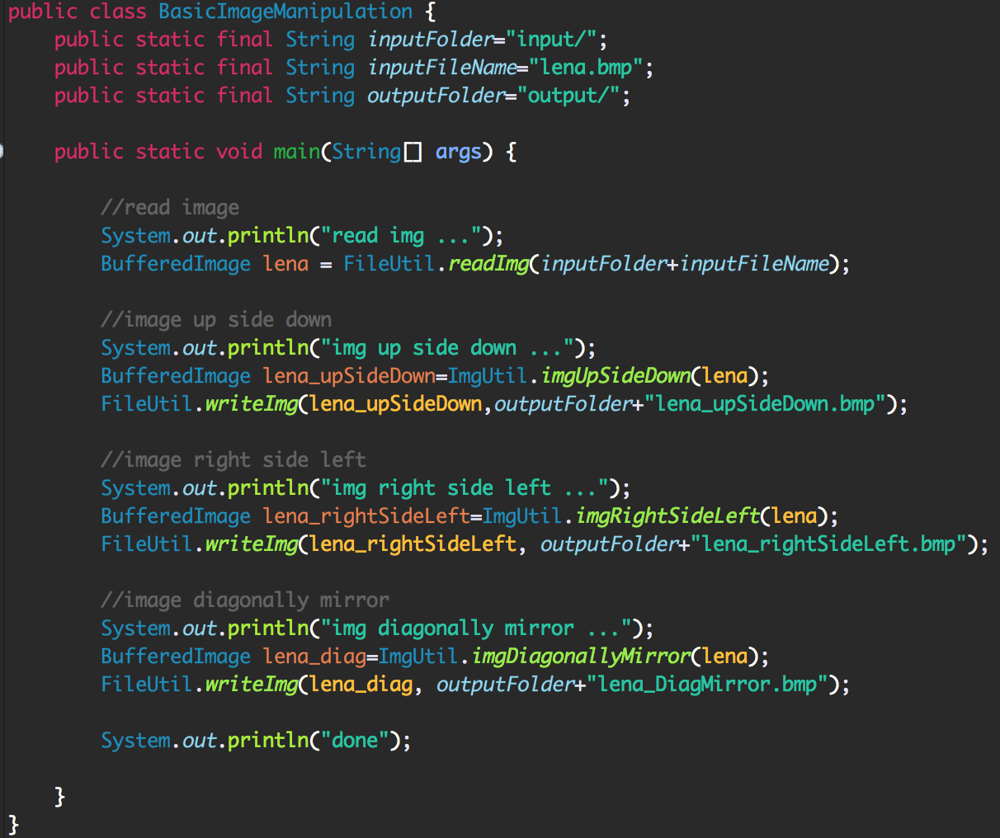 public class BasicImageManipulation {
    public static final String inputFolder="input/";
    public static final String inputFileName="lena.bmp";
    public static final String outputFolder="output/";

    public static void main(String[] args) {

        //read image
        System.out.println("read img ...");
        BufferedImage lena = FileUtil.readImg(inputFolder+inputFileName);

        //image up side down
        System.out.println("img up side down ...");
        BufferedImage lena_upSideDown=ImgUtil.imgUpSideDown(lena);
        FileUtil.writeImg(lena_upSideDown,outputFolder+"lena_upSideDown.bmp");

        //image right side left
        System.out.println("img right side left ...");
        BufferedImage lena_rightSideLeft=ImgUtil.imgRightSideLeft(lena);
        FileUtil.writeImg(lena_rightSideLeft, outputFolder+"lena_rightSideLeft.bmp");

        //image diagonally mirror
        System.out.println("img diagonally mirror ...");
        BufferedImage lena_diag=ImgUtil.imgDiagonallyMirror(lena);
        FileUtil.writeImg(lena_diag, outputFolder+"lena_DiagMirror.bmp");

        System.out.println("done");

    }
}